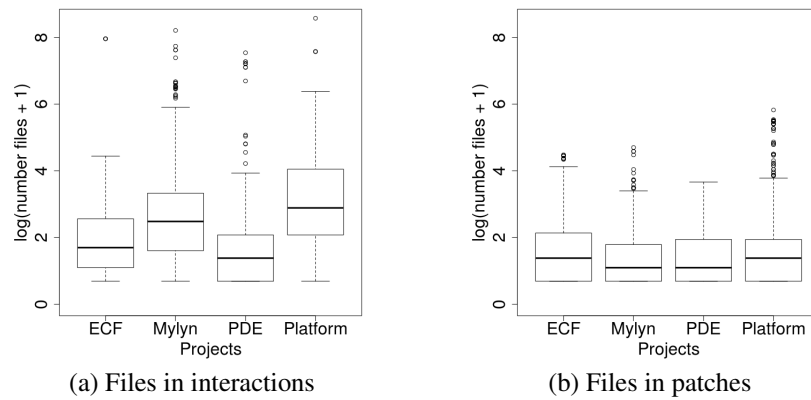 log(number files + 1)
8
6
4
2
0
ECF Mylyn PDE Platform
Projects
(a) Files in interactions
log(number files + 1)
8
6
4
2
0
ECF Mylyn PDE Platform
Projects
(b) Files in patches